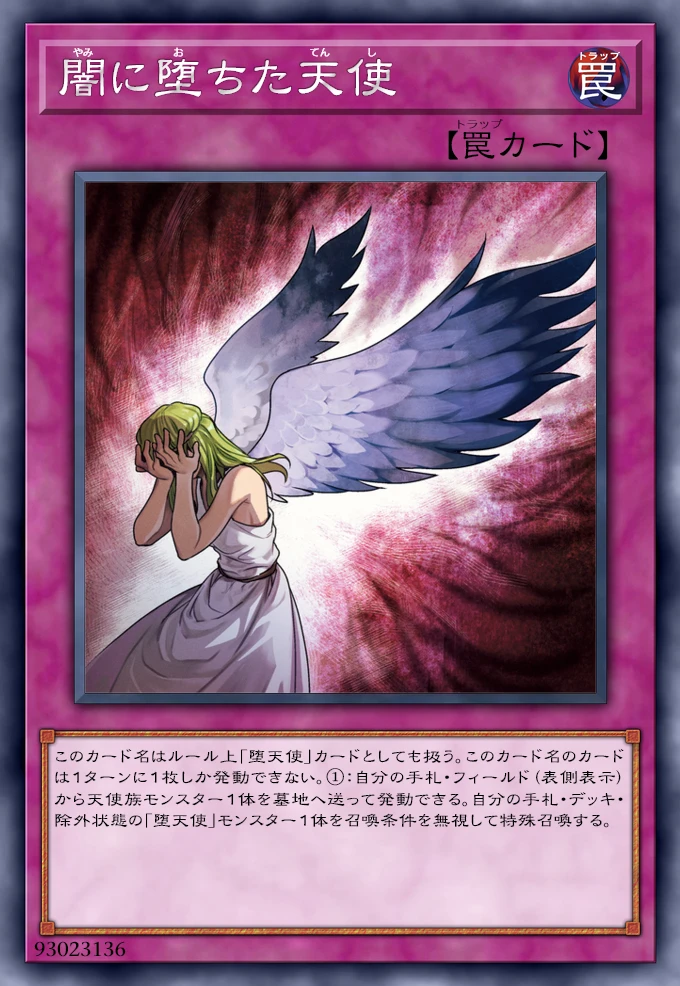 闇に堕ちた天使
やみ お てん し
罠
トラップ
【罠カード】
トラップ
このカード名はルール上「堕天使」カードとしても扱う。このカード名のカード
は1ターンに1枚しか発動できない。①:自分の手札・フィールド(表側表示)
から天使族モンスター1体を墓地へ送って発動できる。自分の手札・デッキ・
除外状態の「堕天使」モンスター1体を召喚条件を無視して特殊召喚する。
93023136